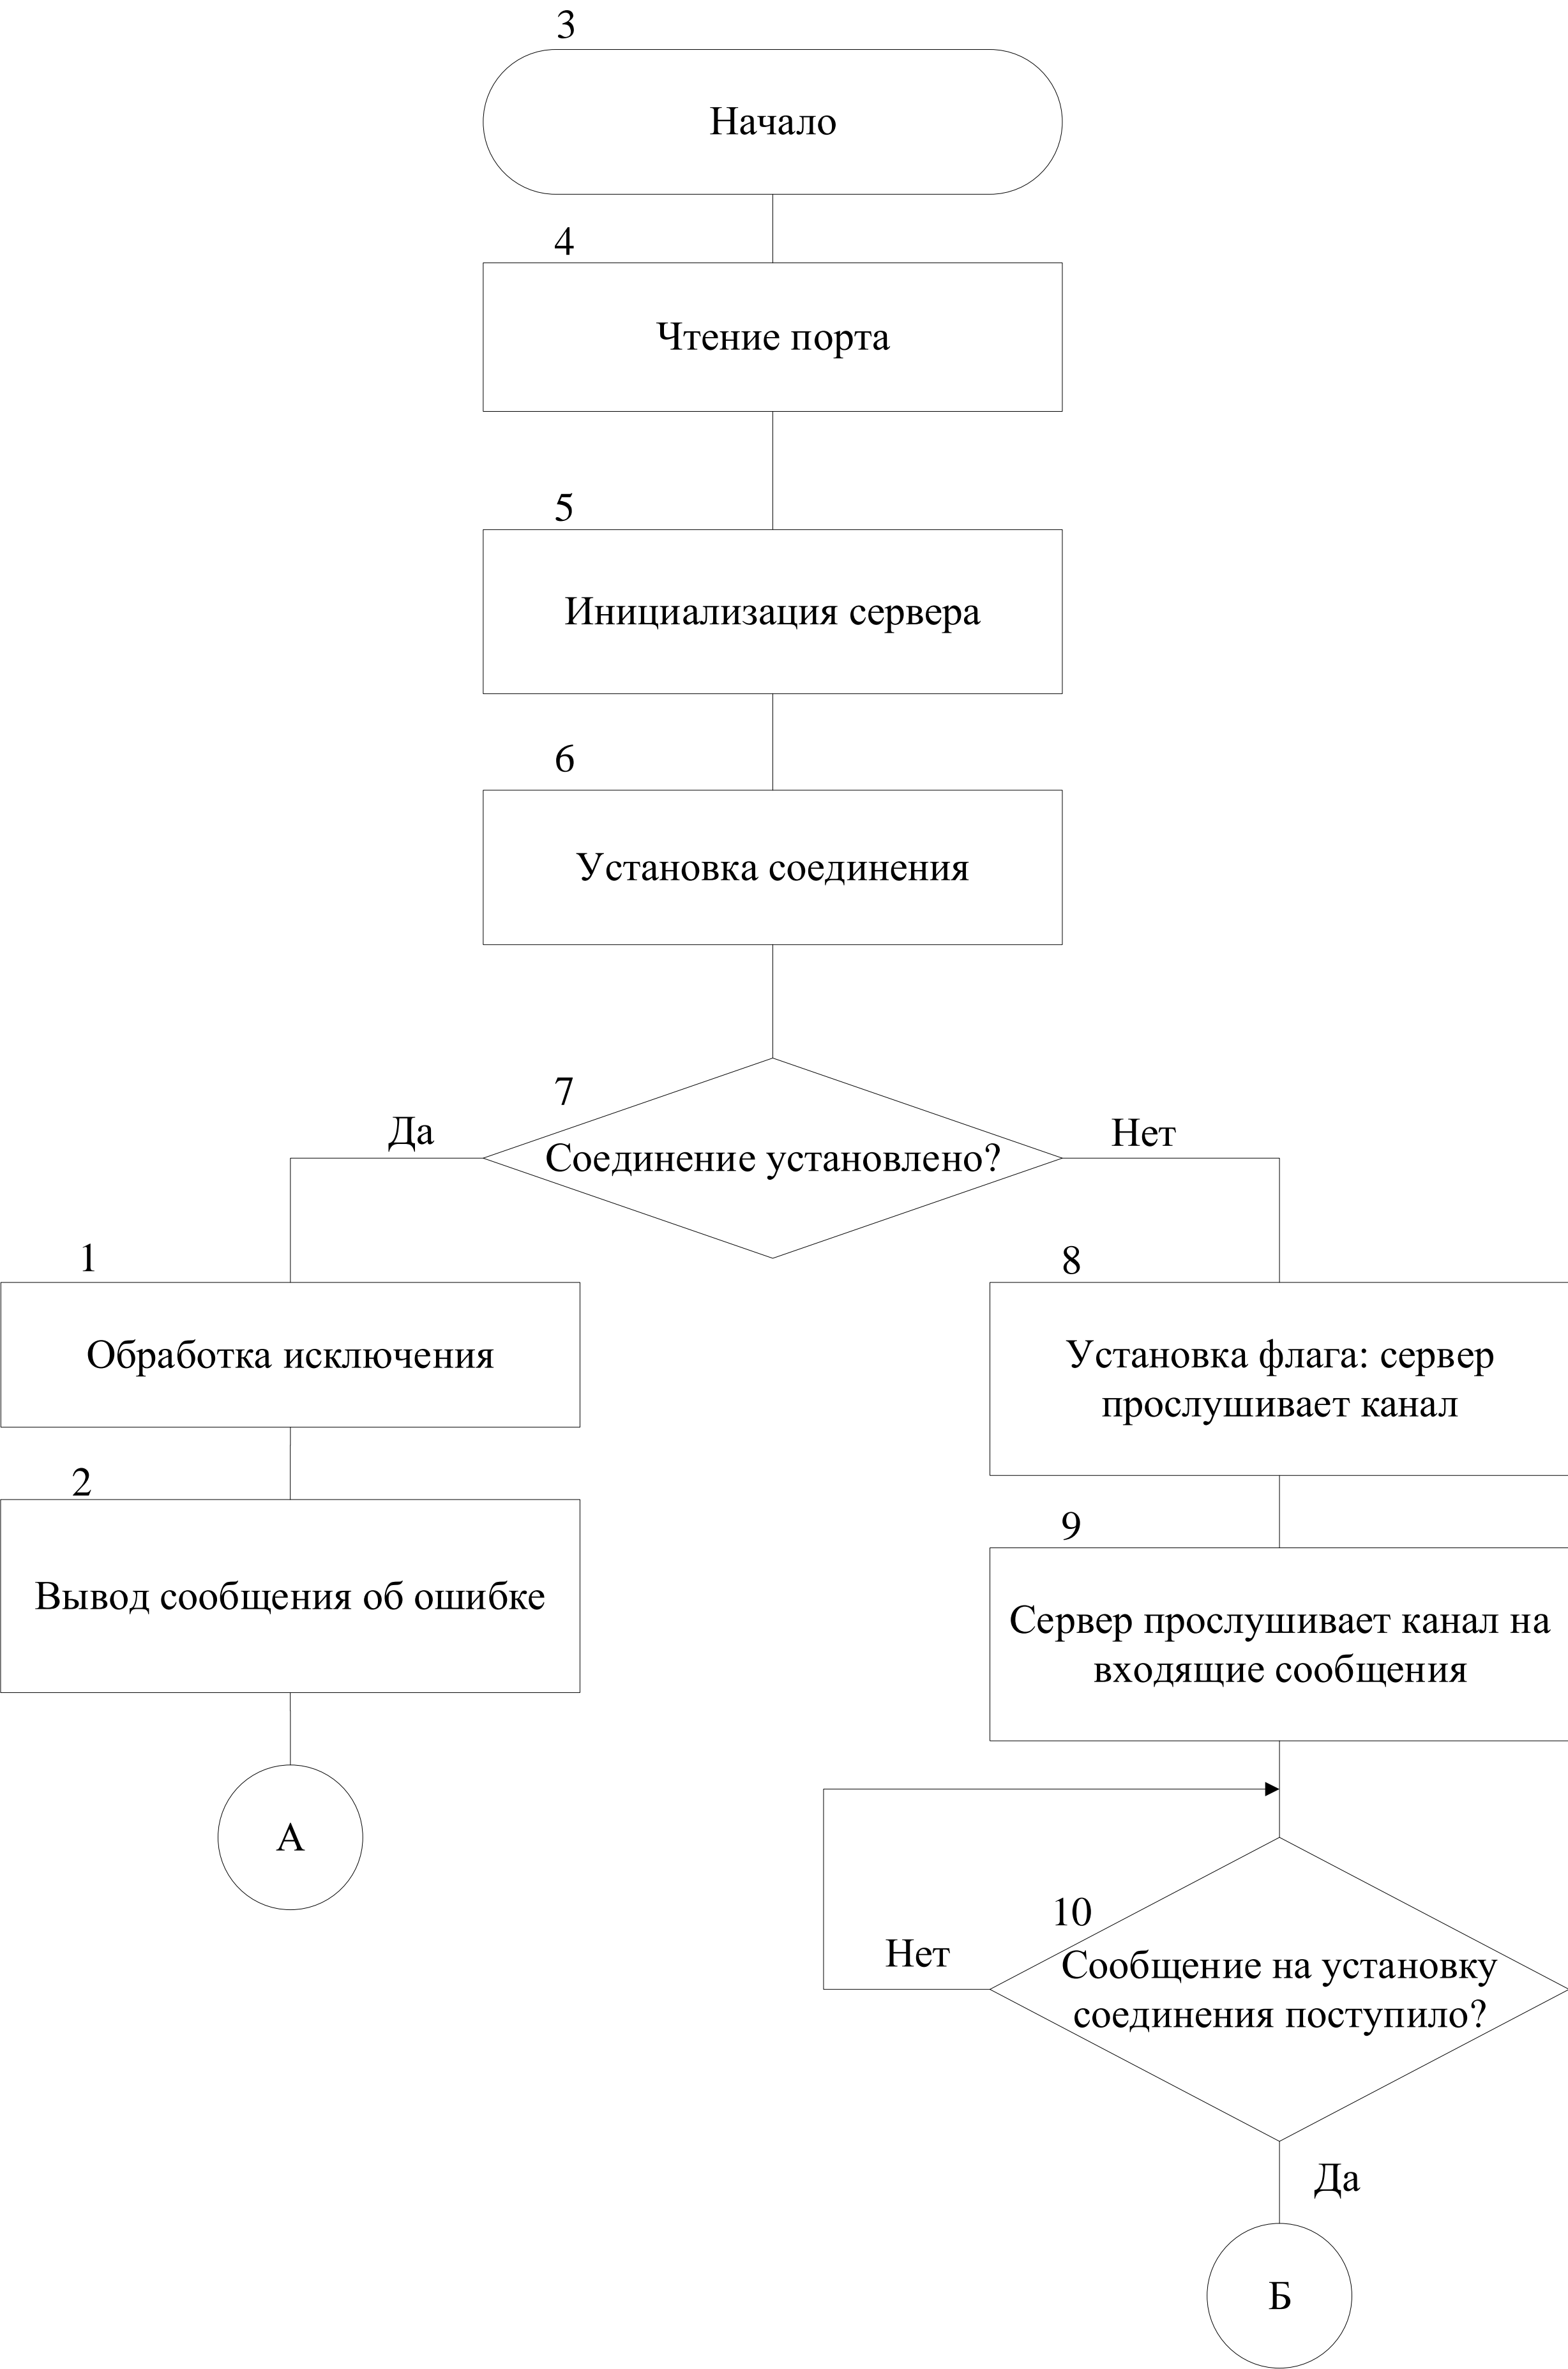 3
Начало
4
Чтение порта
5
Инициализация сервера
6
Установка соединения
7
Да
Нет
Соединение установлено?
1
8
Обработка исключения
Установка флага: сервер
прослушивает канал
2
9
Вывод сообщения об ошибке
Сервер прослушивает канал на
входящие сообщения
А
10
Нет
Сообщение на установку
соединения поступило?
Да
Б